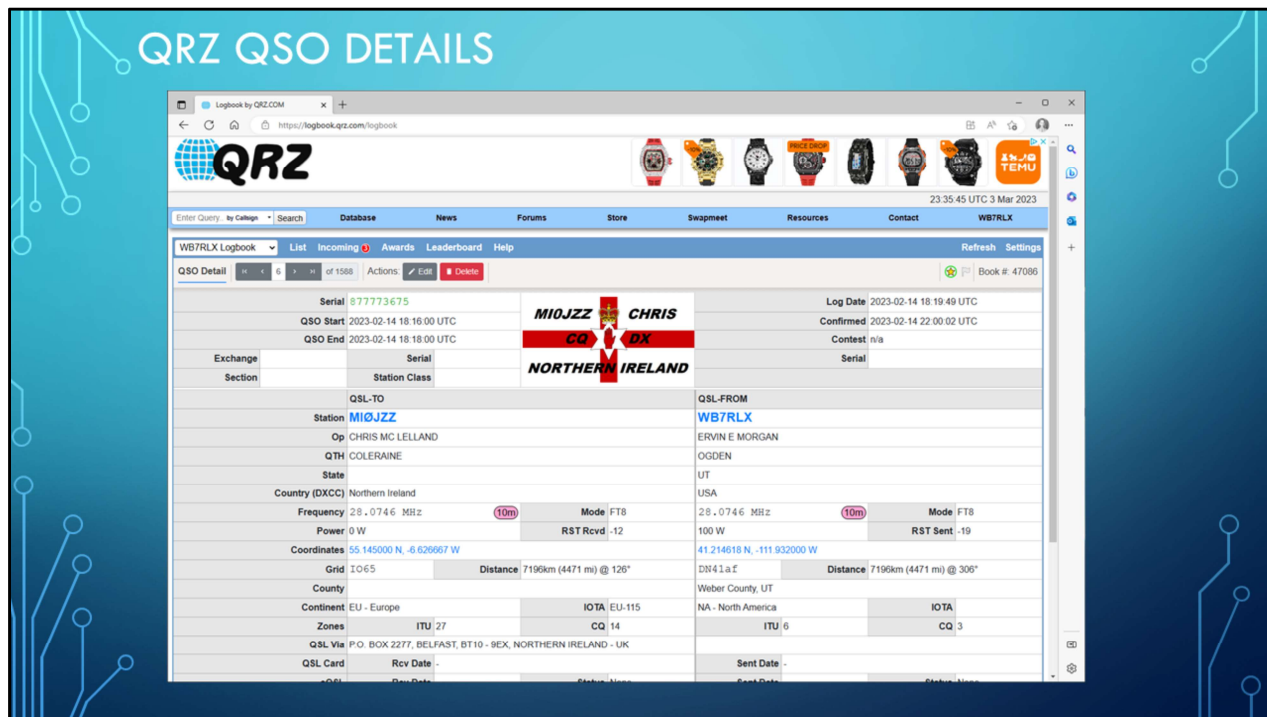 QRZ QSO DETAILS
Logbook by QRZ.COM
https://logbook.qrz.com/logbook
QRZ
-10%
PRICE DROP
-10%
TEMU
23:35:45 UTC 3 Mar 2023
Enter Query.. by Callsign Search Database News Forums Store Swapmeet Resources Contact WB7RLX
WB7RLX Logbook List Incoming 3 Awards Leaderboard Help Refresh Settings
QSO Detail 6 of 1588 Actions: Edit Delete Book #: 47086
Serial 877773675 Log Date 2023-02-14 18:19:49 UTC
QSO Start 2023-02-14 18:16:00 UTC Confirmed 2023-02-14 22:00:02 UTC
QSO End 2023-02-14 18:18:00 UTC Contest n/a
Exchange Serial Serial
Section Station Class
MI0JZZ CHRIS
CQ DX
NORTHERN IRELAND
QSL-TO QSL-FROM
Station MIØJZZ WB7RLX
Op CHRIS MC LELLAND ERVIN E MORGAN
QTH COLERAINE OGDEN
State UT
Country (DXCC) Northern Ireland USA
Frequency 28.0746 MHz 10m Mode FT8 28.0746 MHz 10m Mode FT8
Power 0 W RST Rcvd -12 100 W RST Sent -19
Coordinates 55.145000 N, -6.626667 W 41.214618 N, -111.932000 W
Grid IO65 Distance 7196km (4471 mi) @ 126° DN41af Distance 7196km (4471 mi) @ 306°
County Weber County, UT
Continent EU - Europe IOTA EU-115 NA - North America IOTA
Zones ITU 27 CQ 14 ITU 6 CQ 3
QSL Via P.O. BOX 2277, BELFAST, BT10 - 9EX, NORTHERN IRELAND - UK
QSL Card Rcv Date - Sent Date -